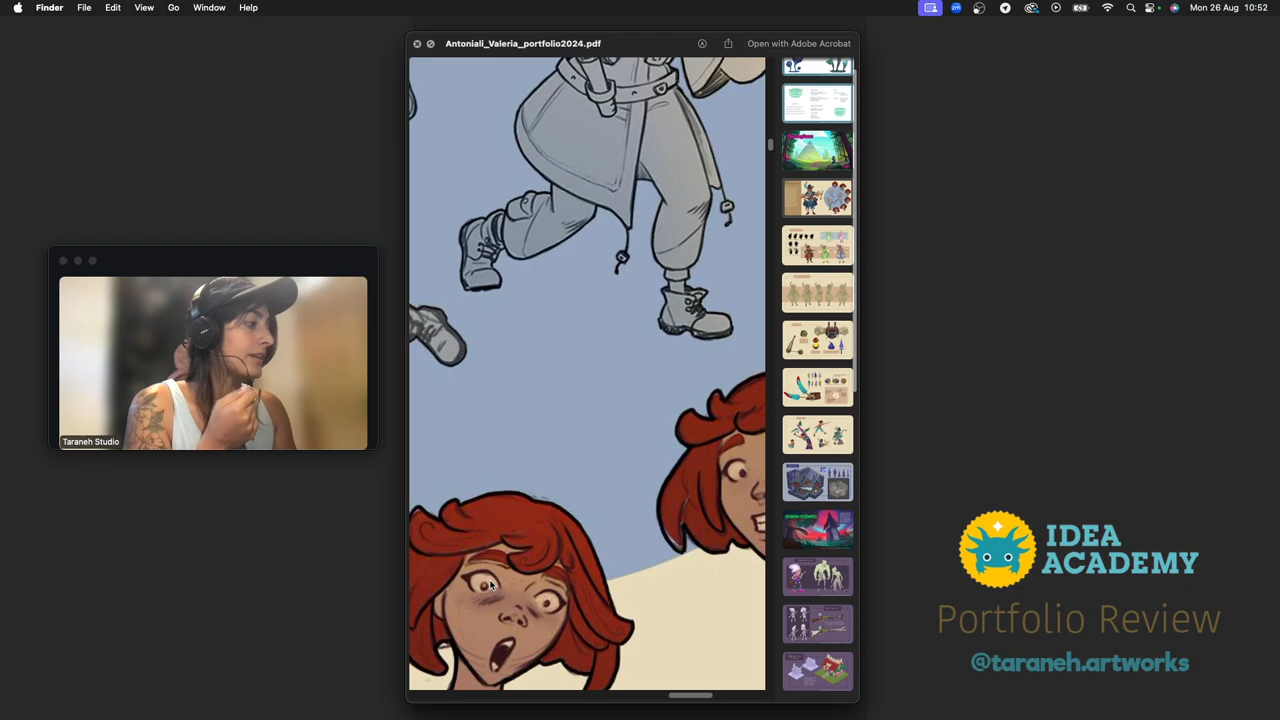 Finder File Edit View Go Window Help
Mon 26 Aug 10:52
Antoniali_Valeria_portfolio2024.pdf
Open with Adobe Acrobat
Taraneh Studio
IDEA
ACADEMY
Portfolio Review
@taraneh.artworks